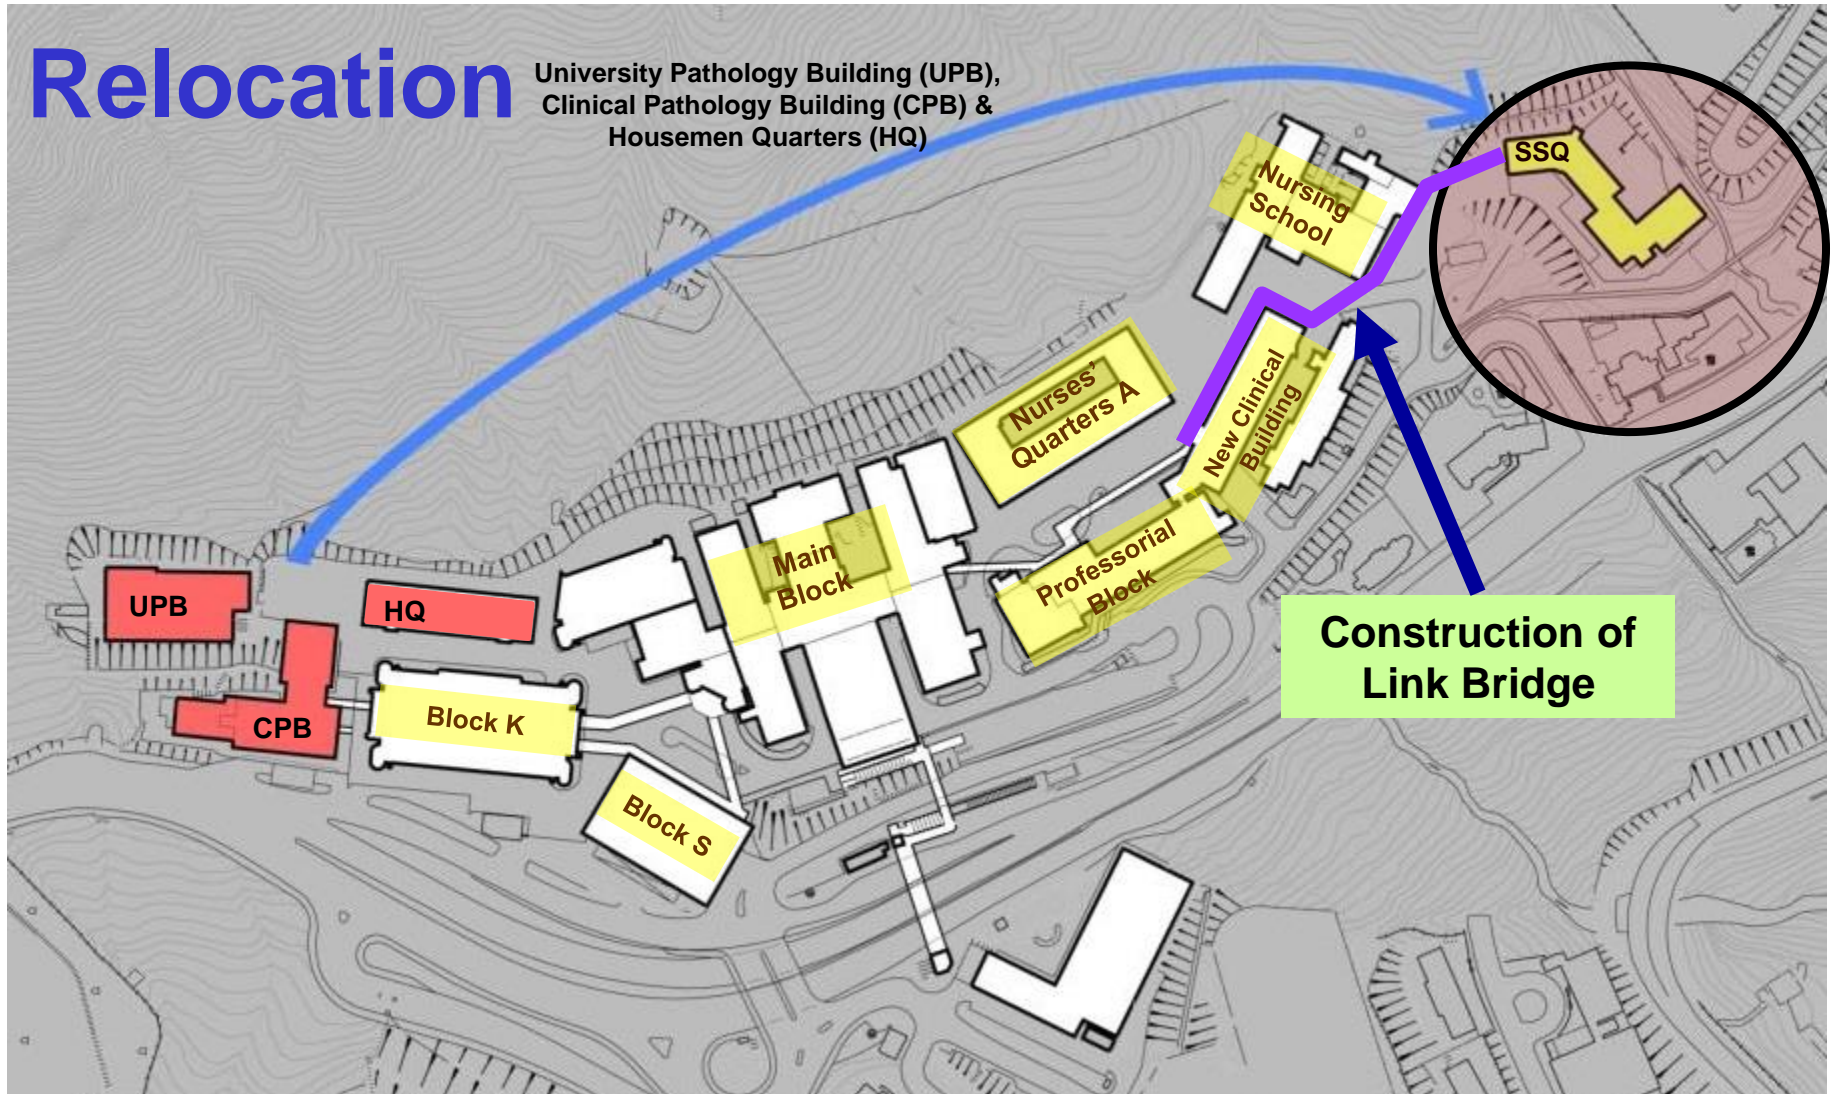 Relocation
University Pathology Building (UPB),
Clinical Pathology Building (CPB) &
Housemen Quarters (HQ)
SSQ
Nursing
School
Nurses'
Quarters A
New Clinical
Building
Main
Block
Professorial
Block
UPB
HQ
CPB
Block K
Block S
Construction of
Link Bridge